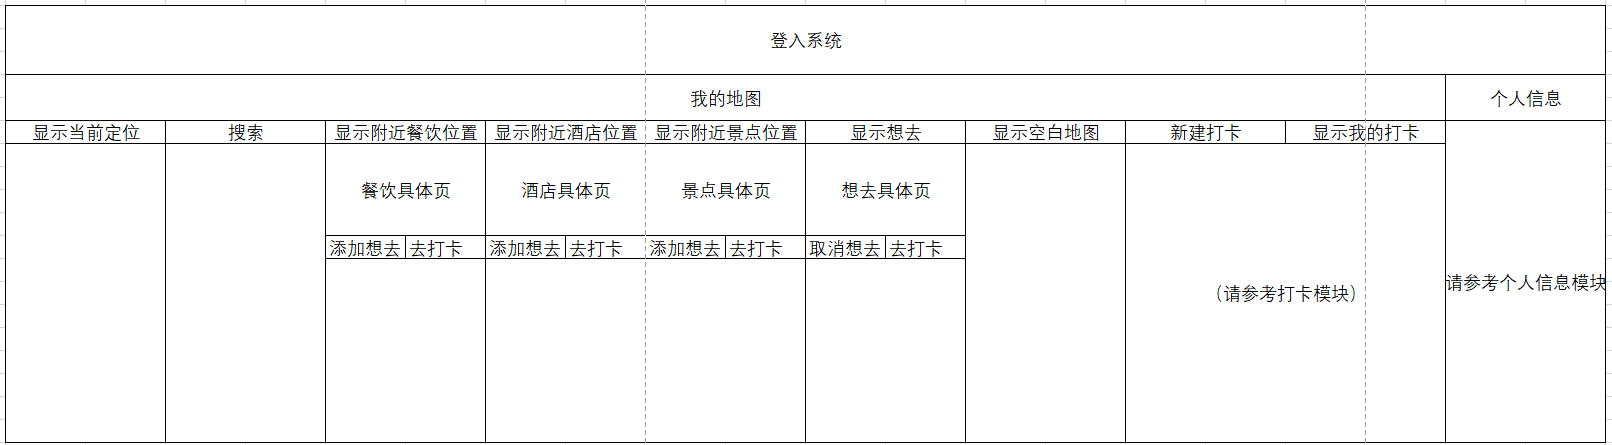 登入系统
我的地图 个人信息
显示当前定位 搜索 显示附近餐饮位置 显示附近酒店位置 显示附近景点位置 显示想去 显示空白地图 新建打卡 显示我的打卡
餐饮具体页 酒店具体页 景点具体页 想去具体页
添加想去 去打卡 添加想去 去打卡 添加想去 去打卡 取消想去 去打卡
（请参考打卡模块） 请参考个人信息模块